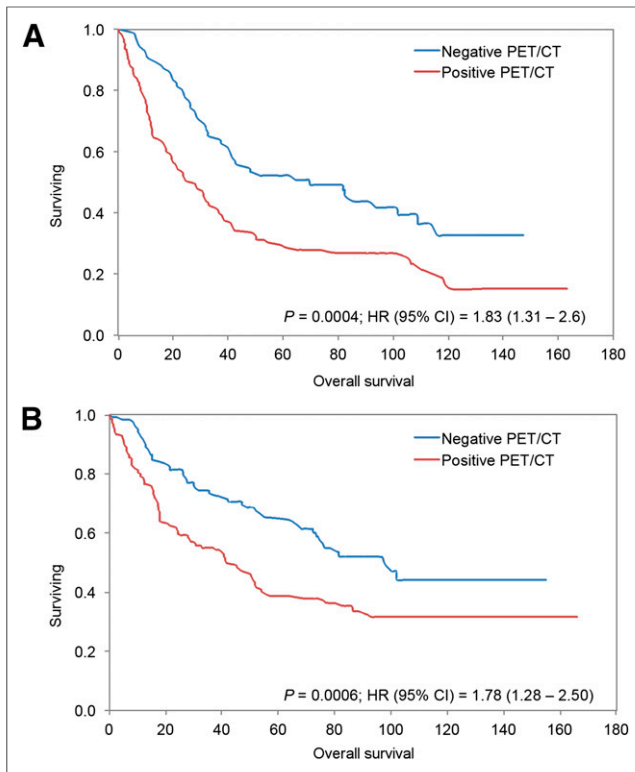 A
1.0
0.8
0.6
0.4
0.2
0.0
Surviving
Negative PET/CT
Positive PET/CT
P = 0.0004; HR (95% CI) = 1.83 (1.31 – 2.6)
0 20 40 60 80 100 120 140 160 180
Overall survival
B
1.0
0.8
0.6
0.4
0.2
0.0
Surviving
Negative PET/CT
Positive PET/CT
P = 0.0006; HR (95% CI) = 1.78 (1.28 – 2.50)
0 20 40 60 80 100 120 140 160 180
Overall survival